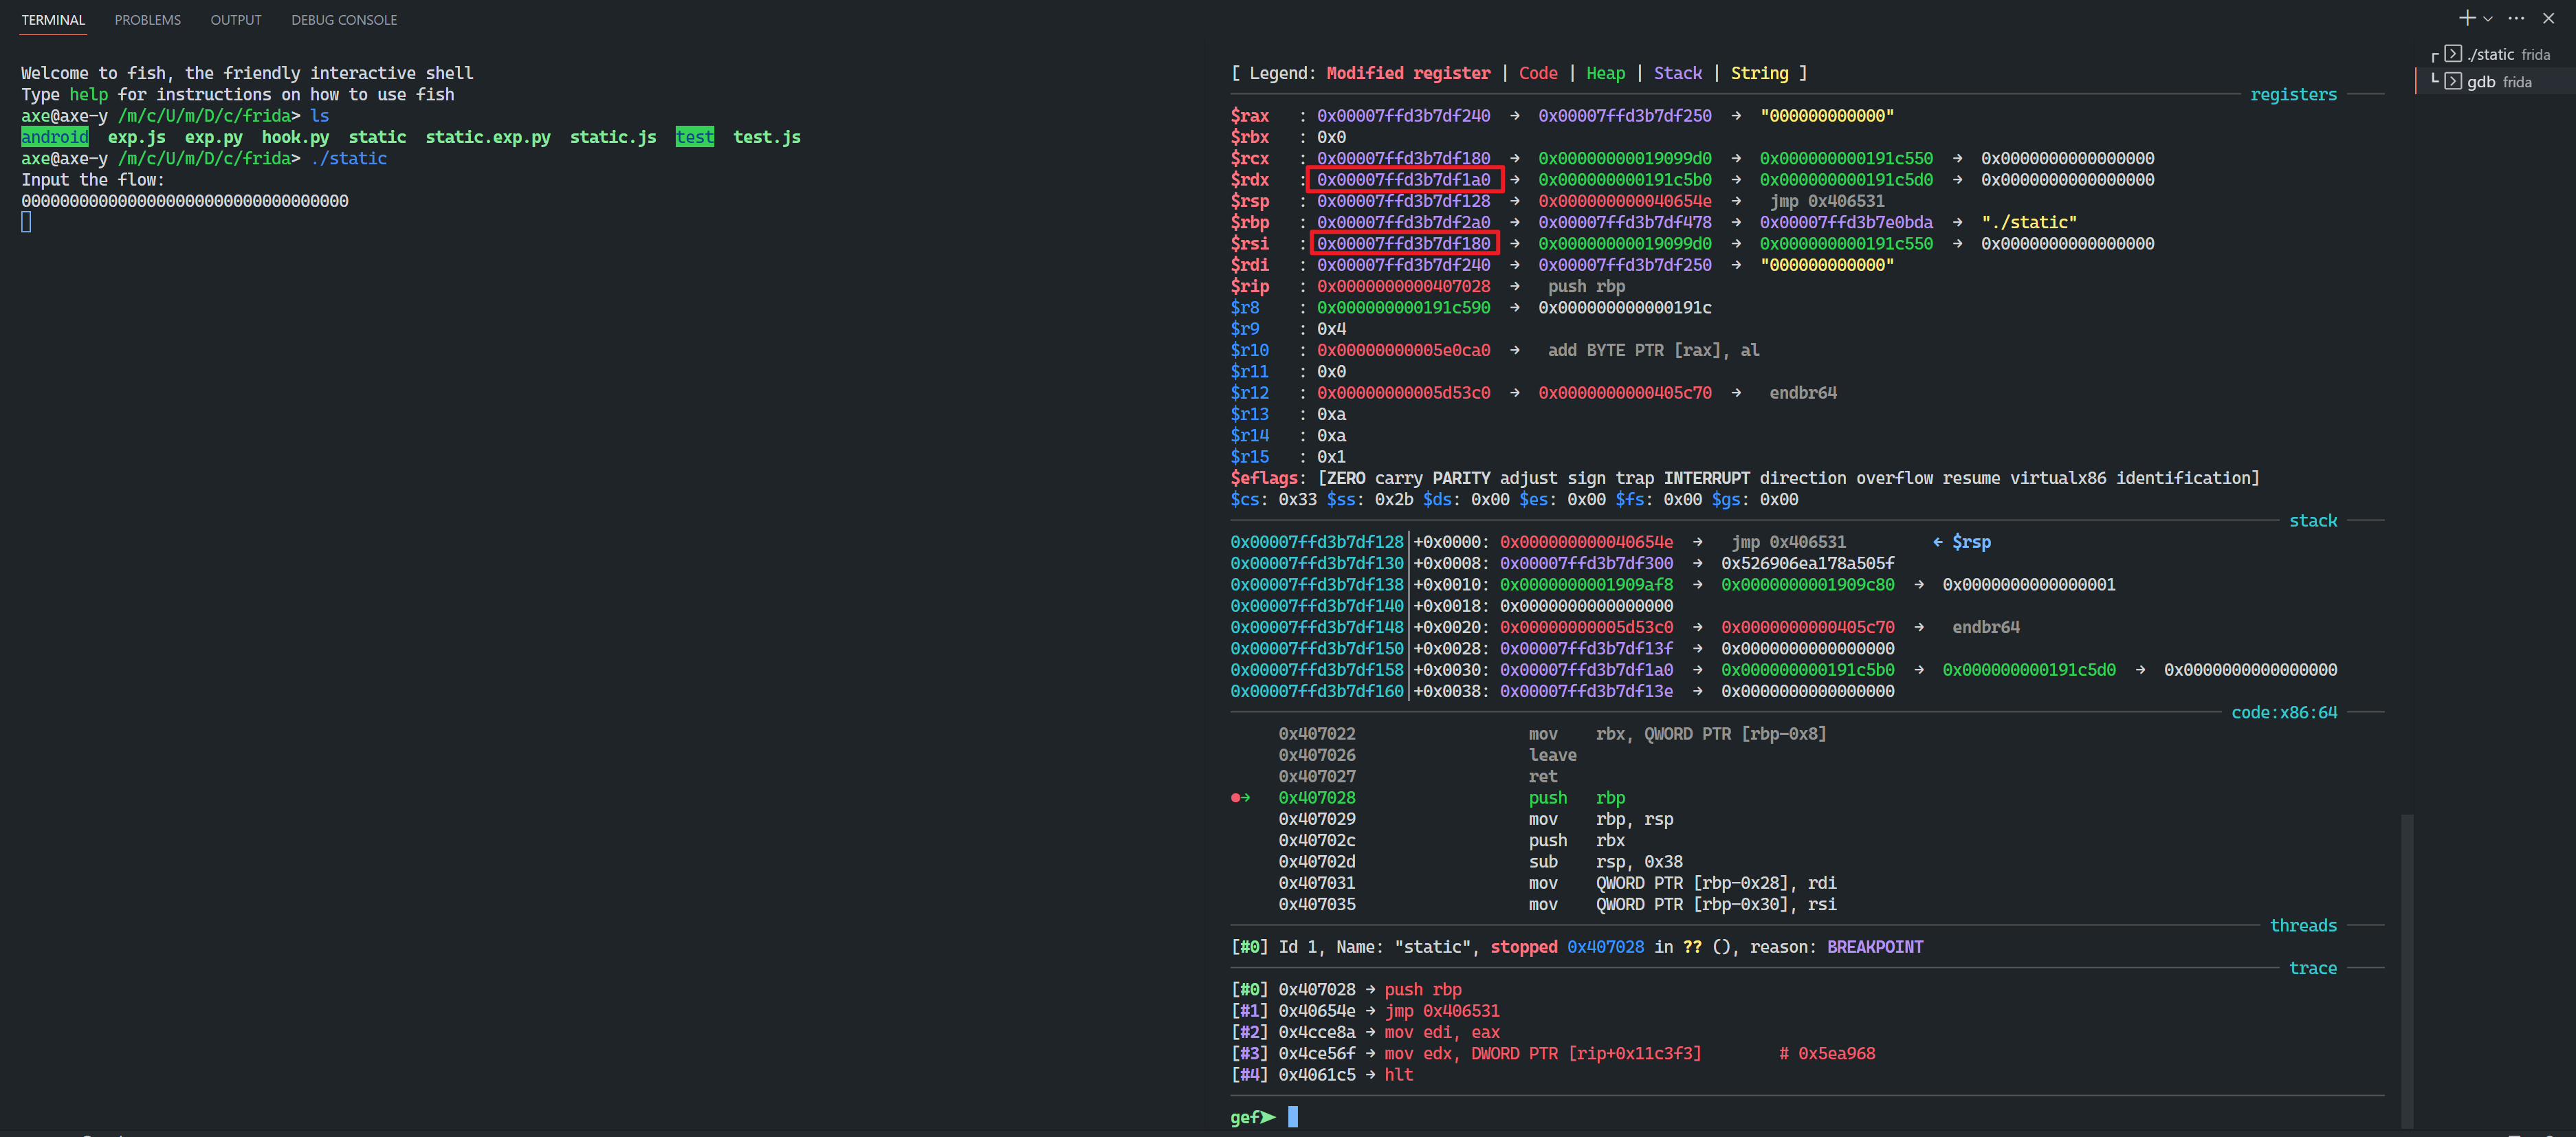 TERMINAL PROBLEMS OUTPUT DEBUG CONSOLE
Welcome to fish, the friendly interactive shell
Type help for instructions on how to use fish
axe@axe-y /m/c/U/m/D/c/frida> ls
android exp.js exp.py hook.py static static.exp.py static.js test test.js
axe@axe-y /m/c/U/m/D/c/frida> ./static
Input the flow:
0000000000000000000000000000000000
[ Legend: Modified register | Code | Heap | Stack | String ]
registers
$rax : 0x00007ffd3b7df240 → 0x00007ffd3b7df250 → "000000000000"
$rbx : 0x0
$rcx : 0x00007ffd3b7df180 → 0x00000000019099d0 → 0x000000000191c550 → 0x0000000000000000
$rdx : 0x00007ffd3b7df1a0 → 0x000000000191c5b0 → 0x000000000191c5d0 → 0x0000000000000000
$rsp : 0x00007ffd3b7df128 → 0x000000000040654e → jmp 0x406531
$rbp : 0x00007ffd3b7df2a0 → 0x00007ffd3b7df478 → 0x00007ffd3b7e0bda → "./static"
$rsi : 0x00007ffd3b7df180 → 0x00000000019099d0 → 0x000000000191c550 → 0x0000000000000000
$rdi : 0x00007ffd3b7df240 → 0x00007ffd3b7df250 → "000000000000"
$rip : 0x0000000000407028 → push rbp
$r8 : 0x000000000191c590 → 0x000000000000191c
$r9 : 0x4
$r10 : 0x00000000005e0ca0 → add BYTE PTR [rax], al
$r11 : 0x0
$r12 : 0x00000000005d53c0 → 0x0000000000405c70 → endbr64
$r13 : 0xa
$r14 : 0xa
$r15 : 0x1
$eflags: [ZERO carry PARITY adjust sign trap INTERRUPT direction overflow resume virtualx86 identification]
$cs: 0x33 $ss: 0x2b $ds: 0x00 $es: 0x00 $fs: 0x00 $gs: 0x00
stack
0x00007ffd3b7df128│+0x0000: 0x000000000040654e → jmp 0x406531 ← $rsp
0x00007ffd3b7df130│+0x0008: 0x00007ffd3b7df300 → 0x526906ea178a505f
0x00007ffd3b7df138│+0x0010: 0x0000000001909af8 → 0x0000000001909c80 → 0x0000000000000001
0x00007ffd3b7df140│+0x0018: 0x0000000000000000
0x00007ffd3b7df148│+0x0020: 0x00000000005d53c0 → 0x0000000000405c70 → endbr64
0x00007ffd3b7df150│+0x0028: 0x00007ffd3b7df13f → 0x0000000000000000
0x00007ffd3b7df158│+0x0030: 0x00007ffd3b7df1a0 → 0x000000000191c5b0 → 0x000000000191c5d0 → 0x0000000000000000
0x00007ffd3b7df160│+0x0038: 0x00007ffd3b7df13e → 0x0000000000000000
code:x86:64
0x407022 mov rbx, QWORD PTR [rbp-0x8]
0x407026 leave
0x407027 ret
●→ 0x407028 push rbp
0x407029 mov rbp, rsp
0x40702c push rbx
0x40702d sub rsp, 0x38
0x407031 mov QWORD PTR [rbp-0x28], rdi
0x407035 mov QWORD PTR [rbp-0x30], rsi
threads
[#0] Id 1, Name: "static", stopped 0x407028 in ?? (), reason: BREAKPOINT
trace
[#0] 0x407028 → push rbp
[#1] 0x40654e → jmp 0x406531
[#2] 0x4cce8a → mov edi, eax
[#3] 0x4ce56f → mov edx, DWORD PTR [rip+0x11c3f3] # 0x5ea968
[#4] 0x4061c5 → hlt
gef➤
./static frida
gdb frida